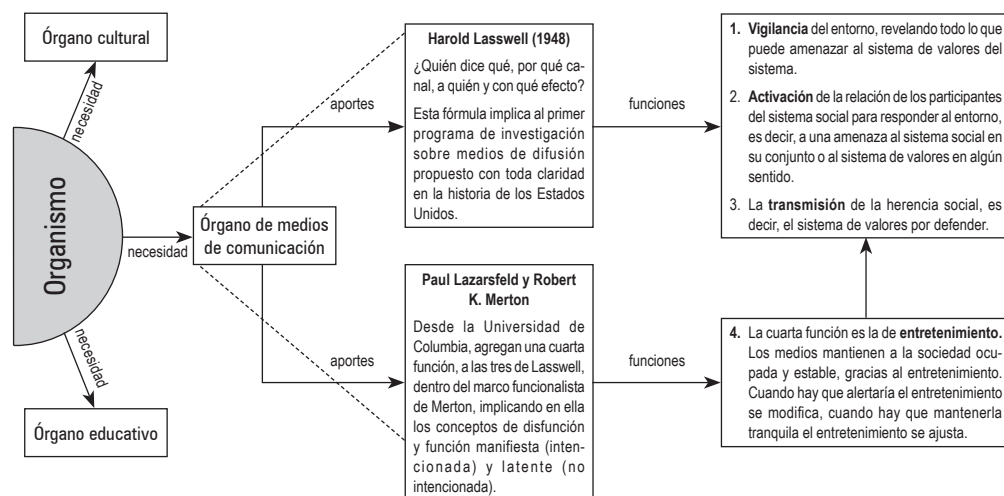 Órgano cultural
necesidad
Organismo
necesidad
Órgano de medios
de comunicación
necesidad
Órgano educativo
aportes
Harold Lasswell (1948)
¿Quién dice qué, por qué ca-
nal, a quién y con qué efecto?
Esta fórmula implica al primer
programa de investigación
sobre medios de difusión
propuesto con toda claridad
en la historia de los Estados
Unidos.
funciones
1. Vigilancia del entorno, revelando todo lo que
puede amenazar al sistema de valores del
sistema.
2. Activación de la relación de los participantes
del sistema social para responder al entorno,
es decir, a una amenaza al sistema social en
su conjunto o al sistema de valores en algún
sentido.
3. La transmisión de la herencia social, es
decir, el sistema de valores por defender.
aportes
Paul Lazarsfeld y Robert
K. Merton
Desde la Universidad de
Columbia, agregan una cuarta
función, a las tres de Lasswell,
dentro del marco funcionalista
de Merton, implicando en ella
los conceptos de disfunción
y función manifiesta (inten-
cionada) y latente (no
intencionada).
funciones
4. La cuarta función es la de entretenimiento.
Los medios mantienen a la sociedad ocu-
pada y estable, gracias al entretenimiento.
Cuando hay que alertaría el entretenimiento
se modifica, cuando hay que mantenerla
tranquila el entretenimiento se ajusta.